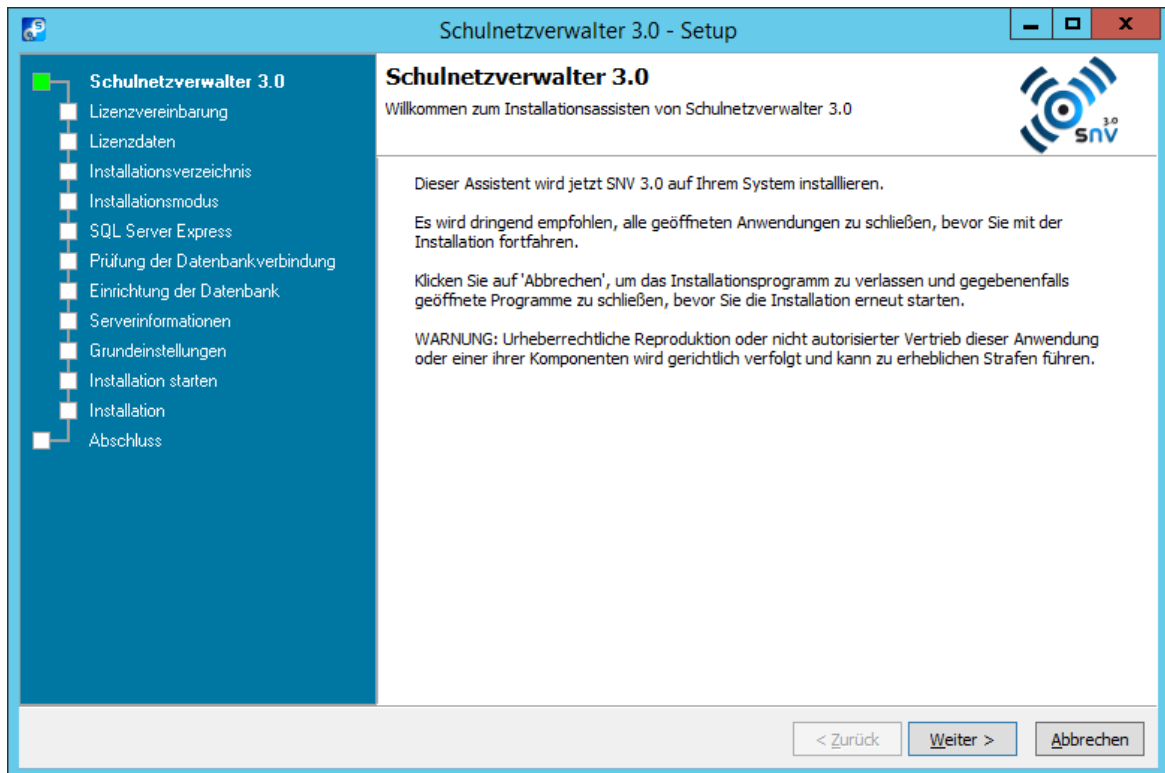 Schulnetzverwalter 3.0 - Setup
Schulnetzverwalter 3.0
Lizenzvereinbarung
Lizenzdaten
Installationsverzeichnis
Installationsmodus
SQL Server Express
Prüfung der Datenbankverbindung
Einrichtung der Datenbank
Serverinformationen
Grundeinstellungen
Installation starten
Installation
Abschluss
Schulnetzverwalter 3.0
Willkommen zum Installationsassisten von Schulnetzverwalter 3.0
3.0
snv
Dieser Assistent wird jetzt SNV 3.0 auf Ihrem System installlieren.
Es wird dringend empfohlen, alle geöffneten Anwendungen zu schließen, bevor Sie mit der
Installation fortfahren.
Klicken Sie auf 'Abbrechen', um das Installationsprogramm zu verlassen und gegebenenfalls
geöffnete Programme zu schließen, bevor Sie die Installation erneut starten.
WARNUNG: Urheberrechtliche Reproduktion oder nicht autorisierter Vertrieb dieser Anwendung
oder einer ihrer Komponenten wird gerichtlich verfolgt und kann zu erheblichen Strafen führen.
< Zurück
Weiter >
Abbrechen